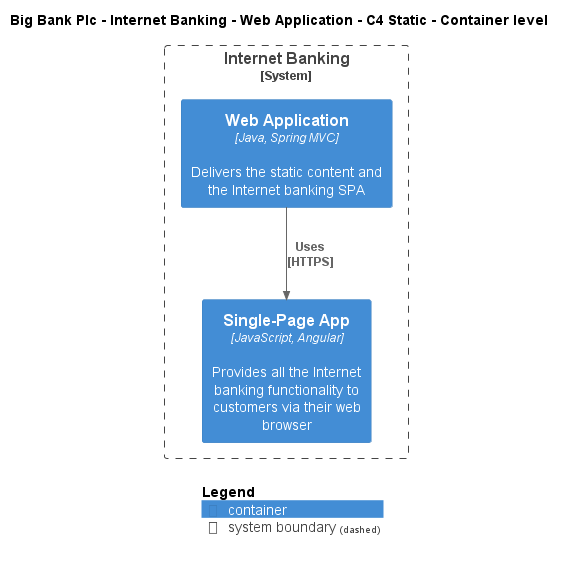 Big Bank Plc - Internet Banking - Web Application - C4 Static - Container level
Internet Banking
[System]
Web Application
[Java, Spring MVC]
Delivers the static content and
the Internet banking SPA
Uses
[HTTPS]
Single-Page App
[JavaScript, Angular]
Provides all the Internet
banking functionality to
customers via their web
browser
Legend
container
system boundary (dashed)